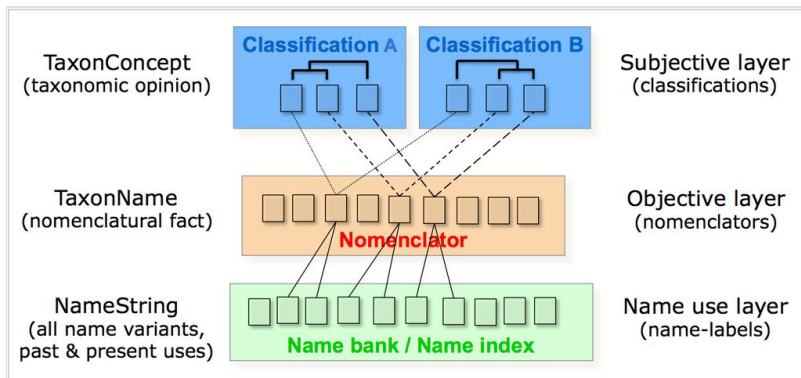 TaxonConcept
(taxonomic opinion)
Classification A
Classification B
Subjective layer
(classifications)
TaxonName
(nomenclatural fact)
Nomenclator
Objective layer
(nomenclators)
NameString
(all name variants,
past & present uses)
Name bank / Name index
Name use layer
(name-labels)